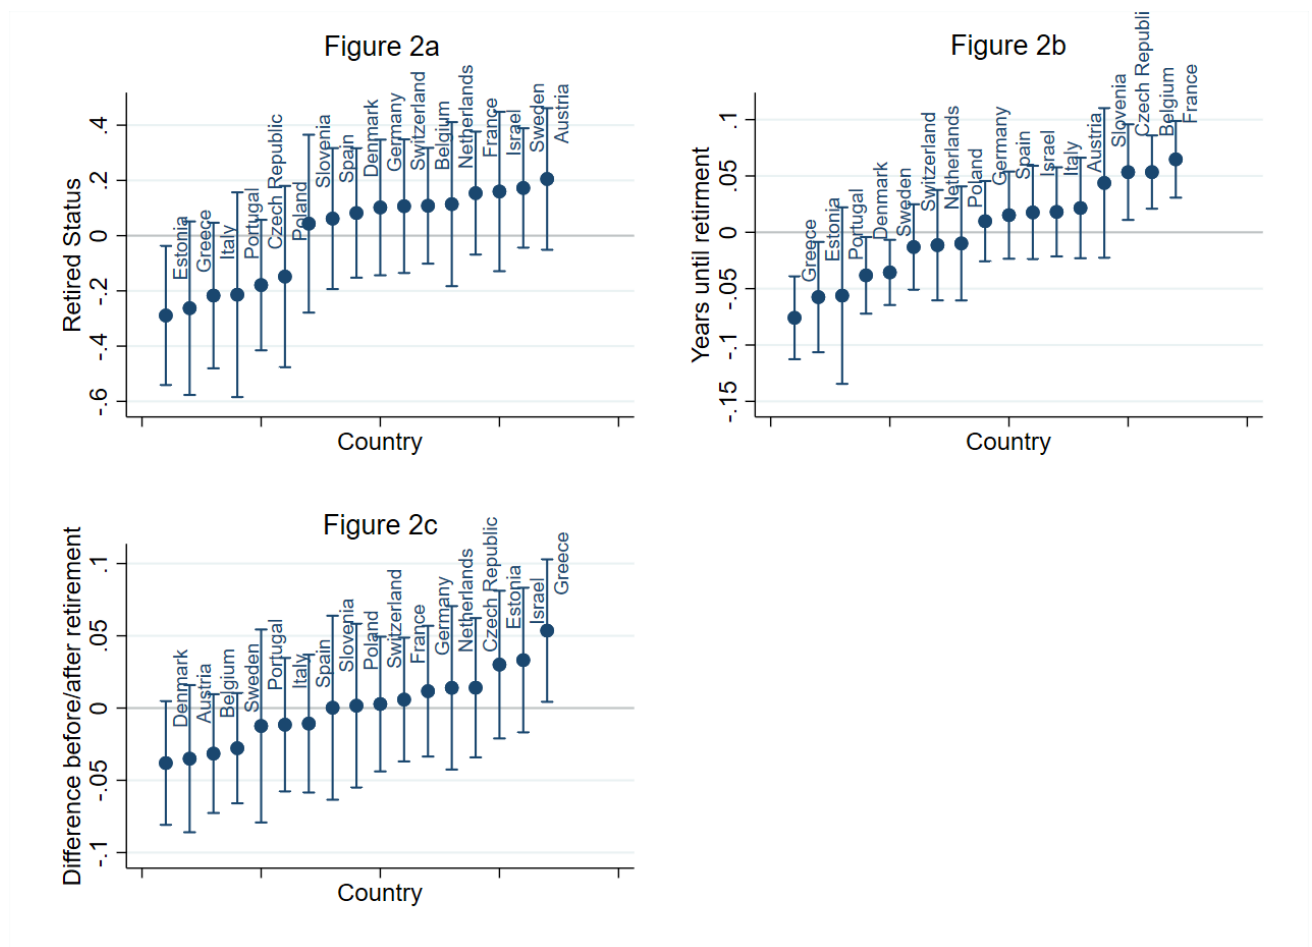 Figure 2a
Retired Status
.4
.2
0
-.2
-.4
-.6
Estonia
Greece
Italy
Portugal
Czech Republic
Poland
Slovenia
Spain
Denmark
Germany
Switzerland
Belgium
Netherlands
France
Israel
Sweden
Austria
Country
Figure 2b
Years until retirment
.1
.05
0
-.05
-.1
-.15
Greece
Estonia
Portugal
Denmark
Sweden
Switzerland
Netherlands
Poland
Germany
Spain
Israel
Italy
Austria
Slovenia
Czech Republi
Belgium
France
Country
Figure 2c
Difference before/after retirement
.1
.05
0
-.05
-.1
Denmark
Austria
Belgium
Sweden
Portugal
Italy
Spain
Slovenia
Poland
Switzerland
France
Germany
Netherlands
Czech Republic
Estonia
Israel
Greece
Country